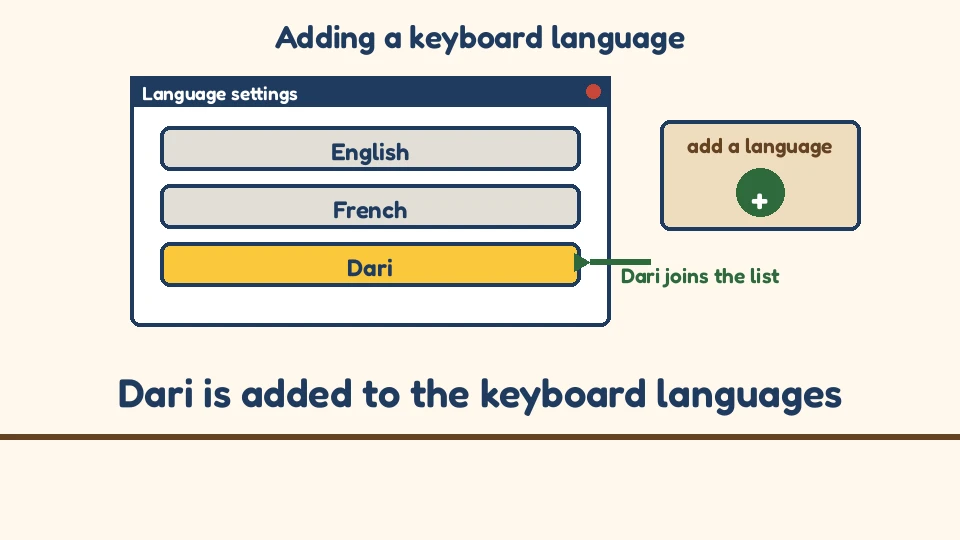 Adding a keyboard language
Language settings
English
French
Dari
add a language
+
Dari joins the list
Dari is added to the keyboard languages